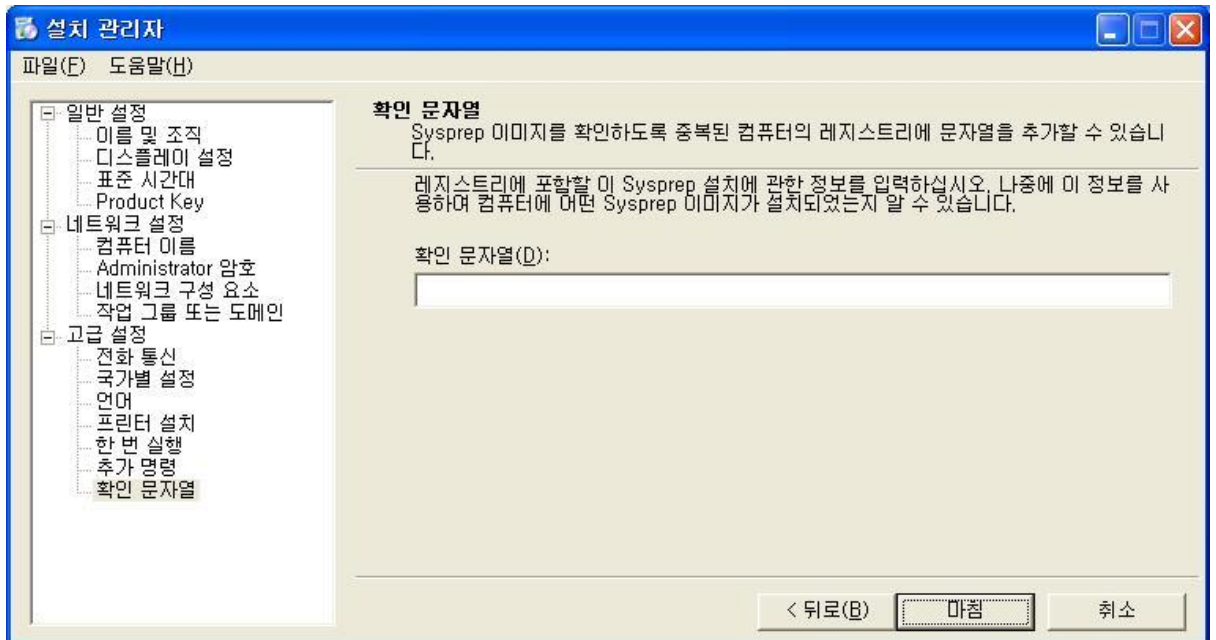 설치 관리자
파일(F) 도움말(H)
일반 설정
이름 및 조직
디스플레이 설정
표준 시간대
Product Key
네트워크 설정
컴퓨터 이름
Administrator 암호
네트워크 구성 요소
작업 그룹 또는 도메인
고급 설정
전화 통신
국가별 설정
언어
프린터 설치
한 번 실행
추가 명령
확인 문자열
확인 문자열
Sysprep 이미지를 확인하도록 중복된 컴퓨터의 레지스트리에 문자열을 추가할 수 있습니
다.
레지스트리에 포함할 이 Sysprep 설치에 관한 정보를 입력하십시오. 나중에 이 정보를 사
용하여 컴퓨터에 어떤 Sysprep 이미지가 설치되었는지 알 수 있습니다.
확인 문자열(D):
< 뒤로(B) 마침 취소